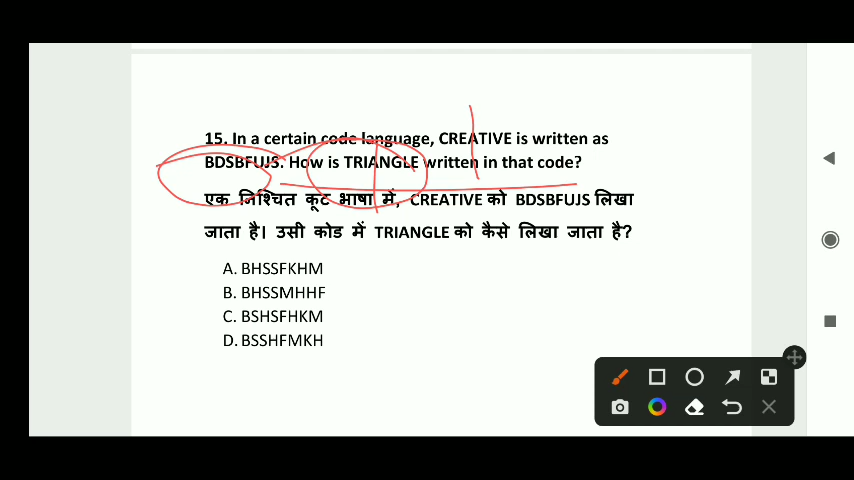 15. In a certain code language, CREATIVE is written as
BDSBFUJS. How is TRIANGLE written in that code?
एक निश्चित कूट भाषा में, CREATIVE को BDSBFUJS लिखा
जाता है। उसी कोड में TRIANGLE को कैसे लिखा जाता है?
A. BHSSFKHM
B. BHSSMHHF
C. BSHSFHKM
D. BSSHFMKH